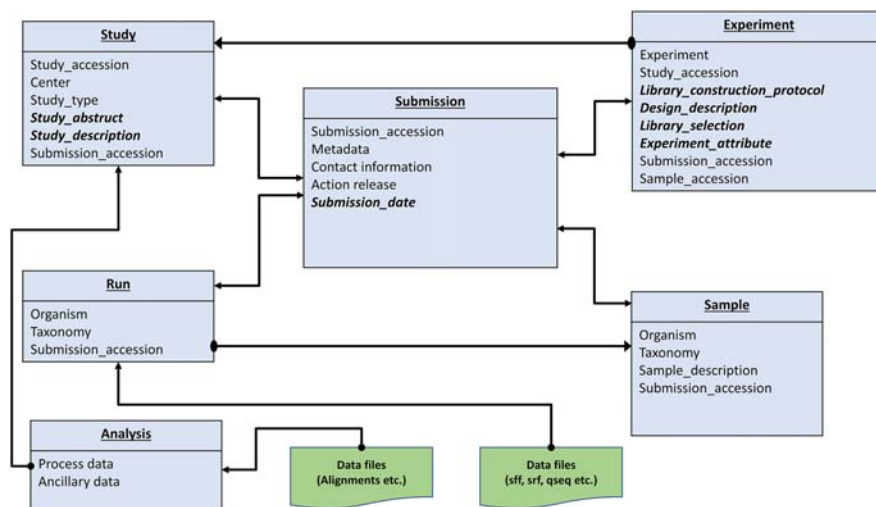 Study
Study_accession
Center
Study_type
Study_abstruct
Study_description
Submission_accession
Submission
Submission_accession
Metadata
Contact information
Action release
Submission_date
Experiment
Experiment
Study_accession
Library_construction_protocol
Design_description
Library_selection
Experiment_attribute
Submission_accession
Sample_accession
Run
Organism
Taxonomy
Submission_accession
Sample
Organism
Taxonomy
Sample_description
Submission_accession
Analysis
Process data
Ancillary data
Data files
(Alignments etc.)
Data files
(sff, srf, qseq etc.)